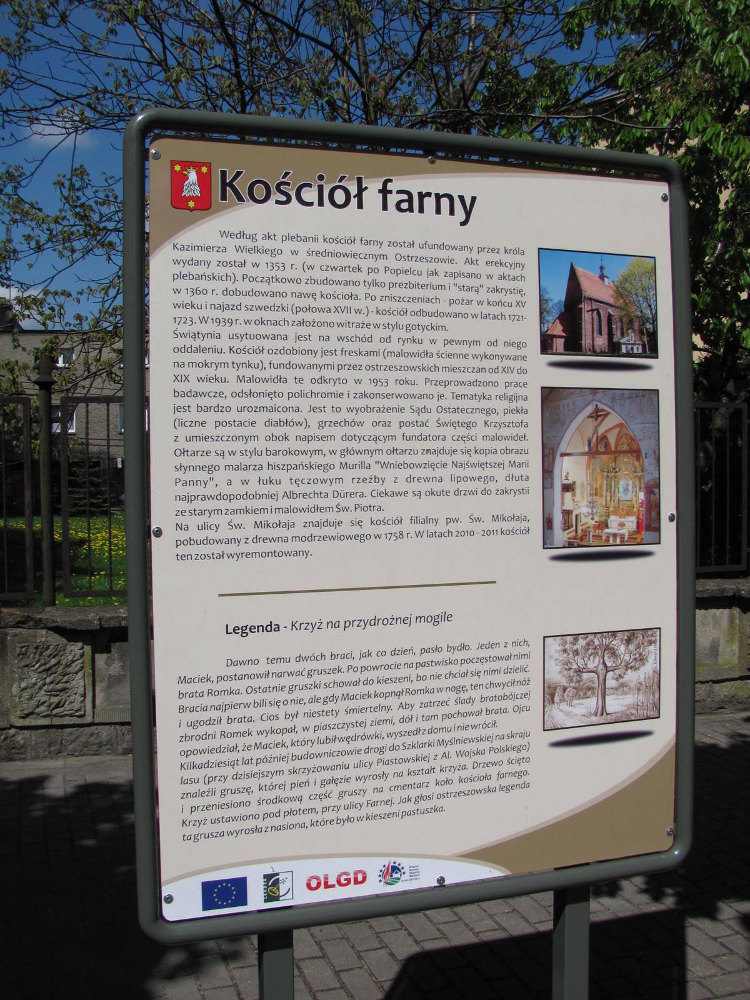 Kościół farny
Według akt plebanii kościół farny został ufundowany przez króla
Kazimierza Wielkiego w średniowiecznym Ostrzeszowie. Akt erekcyjny
wydany został w 1353 r. (w czwartek po Popielcu jak zapisano w aktach
plebańskich). Początkowo zbudowano tylko prezbiterium i "starą" zakrystię,
w 1360 r. dobudowano nawę kościoła. Po zniszczeniach - pożar w końcu XV
wieku i najazd szwedzki (połowa XVII w.) - kościół odbudowano w latach 1721-
1723. W 1939 r. w oknach założono witraże w stylu gotyckim.
Świątynia usytuowana jest na wschód od rynku w pewnym od niego
oddaleniu. Kościół ozdobiony jest freskami (malowidła ścienne wykonywane
na mokrym tynku), fundowanymi przez ostrzeszowskich mieszczan od XIV do
XIX wieku. Malowidła te odkryto w 1953 roku. Przeprowadzono prace
badawcze, odsłonięto polichromie i zakonserwowano je. Tematyka religijna
jest bardzo urozmaicona. Jest to wyobrażenie Sądu Ostatecznego, piekła
(liczne postacie diabłów), grzechów oraz postać Świętego Krzysztofa
z umieszczonym obok napisem dotyczącym fundatora części malowideł.
Ołtarze są w stylu barokowym, w głównym ołtarzu znajduje się kopia obrazu
słynnego malarza hiszpańskiego Murilla "Wniebowzięcie Najświętszej Marii
Panny", a w łuku tęczowym rzeźby z drewna lipowego, dłuta
najprawdopodobniej Albrechta Dürera. Ciekawe są okute drzwi do zakrystii
ze starym zamkiem i malowidłem Św. Piotra.
Na ulicy Św. Mikołaja znajduje się kościół filialny pw. Św. Mikołaja,
pobudowany z drewna modrzewiowego w 1758 r. W latach 2010 - 2011 kościół
ten został wyremontowany.
Legenda - Krzyż na przydrożnej mogile
Dawno temu dwóch braci, jak co dzień, pasło bydło. Jeden z nich,
Maciek, postanowił narwać gruszek. Po powrocie na pastwisko poczęstował nimi
brata Romka. Ostatnie gruszki schował do kieszeni, bo nie chciał się nimi dzielić.
Bracia najpierw bili się o nie, ale gdy Maciek kopnął Romka w nogę, ten chwycił nóż
i ugodził brata. Cios był niestety śmiertelny. Aby zatrzeć ślady bratobójczej
zbrodni Romek wykopał, w piaszczystej ziemi, dół i tam pochował brata. Ojcu
opowiedział, że Maciek, który lubił wędrówki, wyszedł z domu i nie wrócił.
Kilkadziesiąt lat później budowniczowie drogi do Szklarki Myślniewskiej na skraju
lasu (przy dzisiejszym skrzyżowaniu ulicy Piastowskiej z Al. Wojska Polskiego)
znaleźli gruszę, której pień i gałęzie wyrosły na kształt krzyża. Drzewo ścięto
i przeniesiono środkową część gruszy na cmentarz koło kościoła farnego.
Krzyż ustawiono pod płotem, przy ulicy Farnej. Jak głosi ostrzeszowska legenda
ta grusza wyrosła z nasiona, które było w kieszeni pastuszka.
LEADER
OLGD